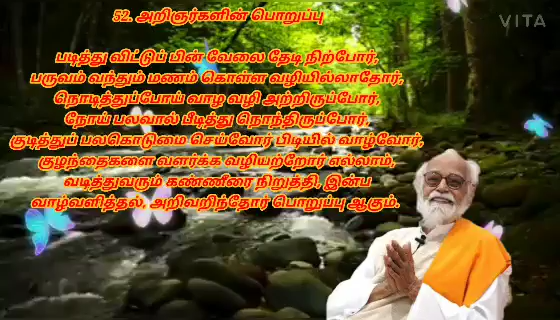 52. அறிஞர்களின் பொறுப்பு
VITA
படித்து விட்டுப் பின் வேலை தேடி நிற்போர்,
பருவம் வந்தும் மணம் கொள்ள வழியில்லாதோர்,
நொடித்துப்போய் வாழ வழி அற்றிருப்போர்,
நோய் பலவால் பீடித்து நொந்திருப்போர்,
குடித்துப் பலகொடுமை செய்வோர் பிடியில் வாழ்வோர்,
குழந்தைகளை வளர்க்க வழியற்றோர் எல்லாம்,
வடித்துவரும் கண்ணீரை நிறுத்தி, இன்ப
வாழ்வளித்தல், அறிவறிந்தோர் பொறுப்பு ஆகும்.